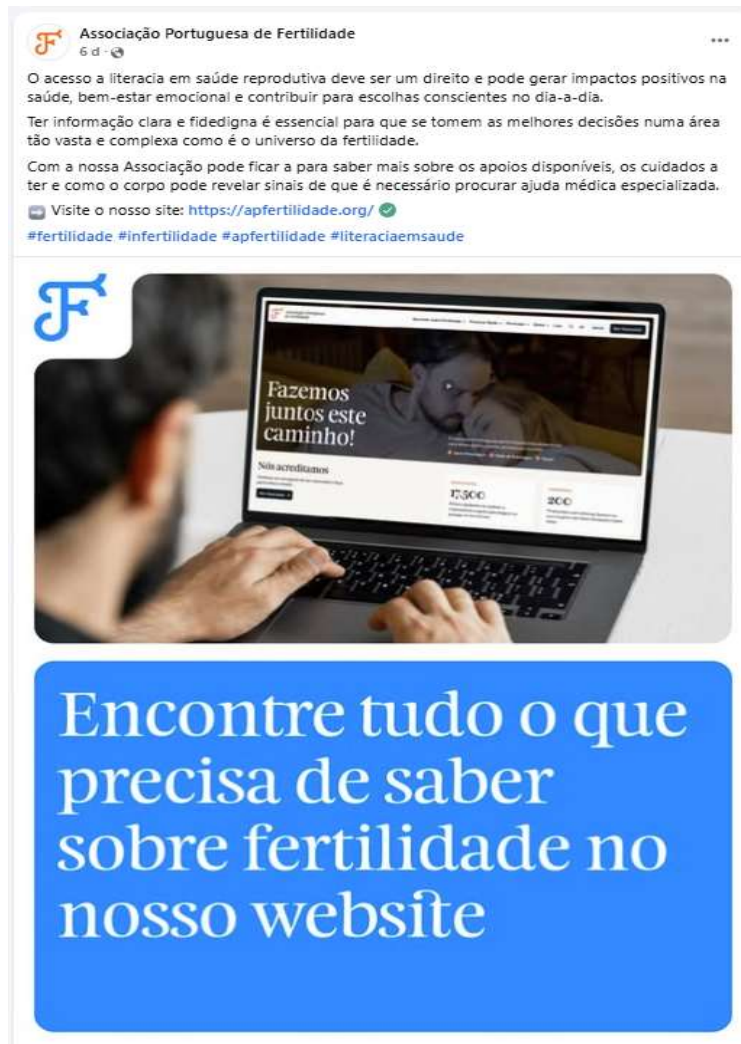 Associação Portuguesa de Fertilidade
6 d ·
O acesso a literacia em saúde reprodutiva deve ser um direito e pode gerar impactos positivos na
saúde, bem-estar emocional e contribuir para escolhas conscientes no dia-a-dia.
Ter informação clara e fidedigna é essencial para que se tomem as melhores decisões numa área
tão vasta e complexa como é o universo da fertilidade.
Com a nossa Associação pode ficar a para saber mais sobre os apoios disponíveis, os cuidados a
ter e como o corpo pode revelar sinais de que é necessário procurar ajuda médica especializada.
Visite o nosso site: https://apfertilidade.org/
#fertilidade #infertilidade #apfertilidade #literaciaemsaude
Fazemos
juntos este
caminho!
Nós acreditamos
17.500
200
Encontre tudo o que
precisa de saber
sobre fertilidade no
nosso website